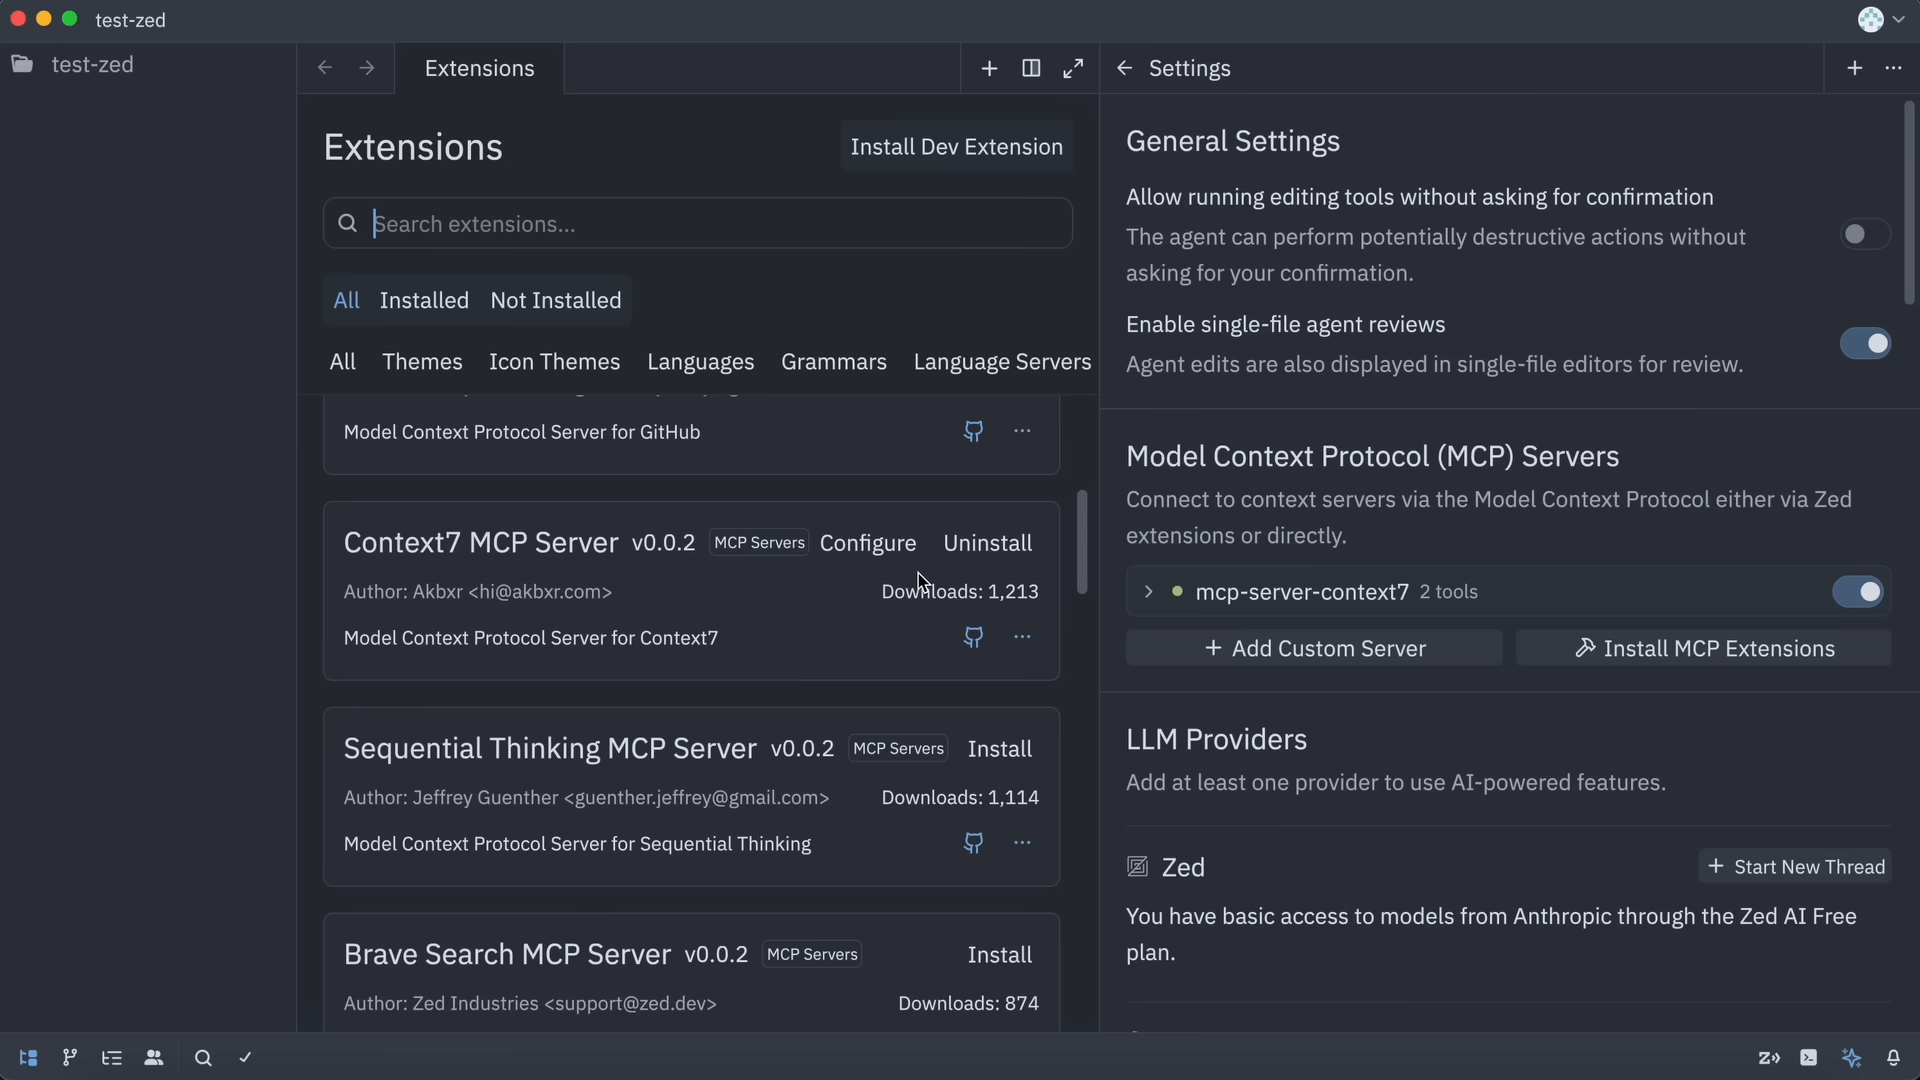 test-zed
test-zed
Extensions
Extensions
Install Dev Extension
Search extensions...
All Installed Not Installed
All Themes Icon Themes Languages Grammars Language Servers
Model Context Protocol Server for GitHub
Context7 MCP Server v0.0.2 MCP Servers Configure Uninstall
Author: Akbxr <hi@akbxr.com> Downloads: 1,213
Model Context Protocol Server for Context7
Sequential Thinking MCP Server v0.0.2 MCP Servers Install
Author: Jeffrey Guenther <guenther.jeffrey@gmail.com> Downloads: 1,114
Model Context Protocol Server for Sequential Thinking
Brave Search MCP Server v0.0.2 MCP Servers Install
Author: Zed Industries <support@zed.dev> Downloads: 874
Settings
General Settings
Allow running editing tools without asking for confirmation
The agent can perform potentially destructive actions without
asking for your confirmation.
Enable single-file agent reviews
Agent edits are also displayed in single-file editors for review.
Model Context Protocol (MCP) Servers
Connect to context servers via the Model Context Protocol either via Zed
extensions or directly.
mcp-server-context7 2 tools
+ Add Custom Server Install MCP Extensions
LLM Providers
Add at least one provider to use AI-powered features.
Zed + Start New Thread
You have basic access to models from Anthropic through the Zed AI Free
plan.